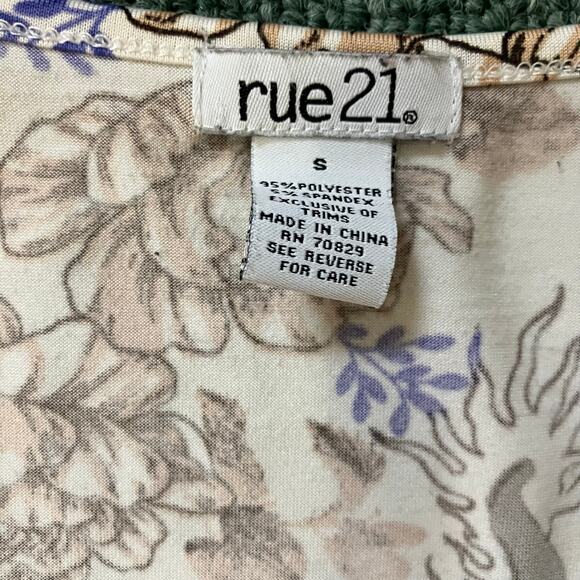 rue21®
S
95% POLYESTER
5% SPANDEX
EXCLUSIVE OF
TRIMS
MADE IN CHINA
RN 70829
SEE REVERSE
FOR CARE